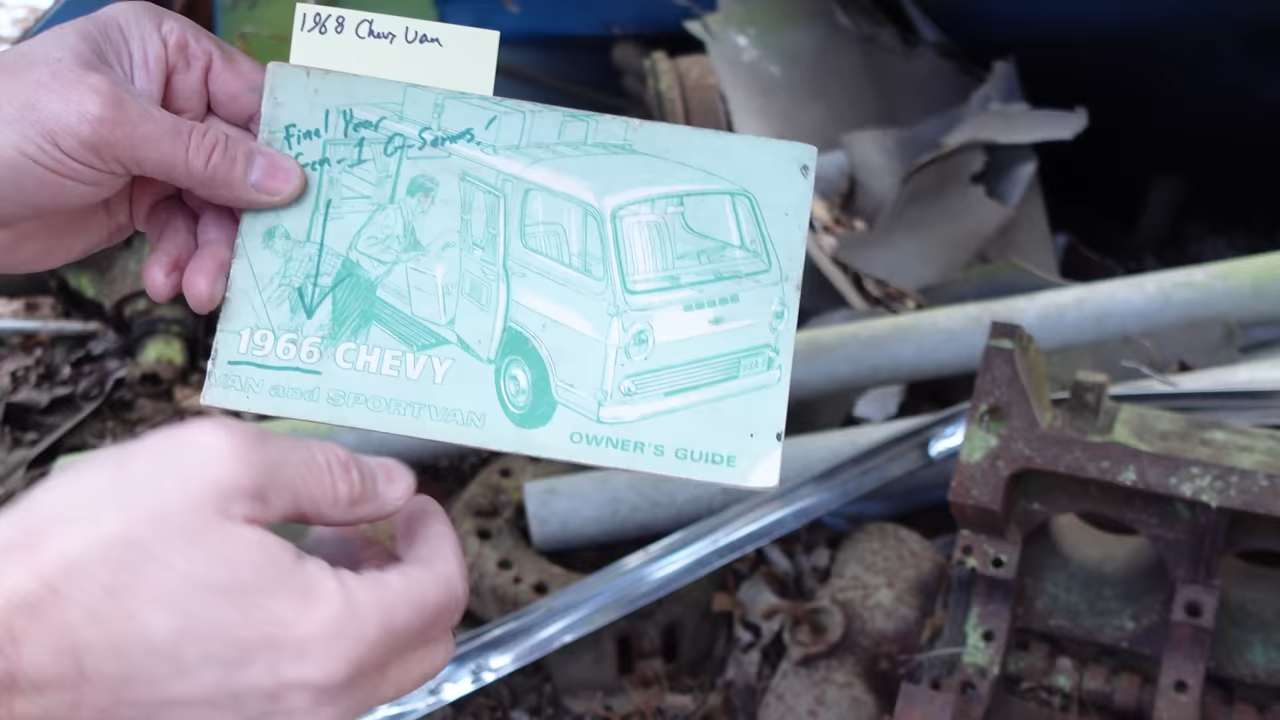 1968 Chevy Van
Final Year
Gen-1 G-Series!
1966 CHEVY
VAN and SPORTVAN
OWNER'S GUIDE